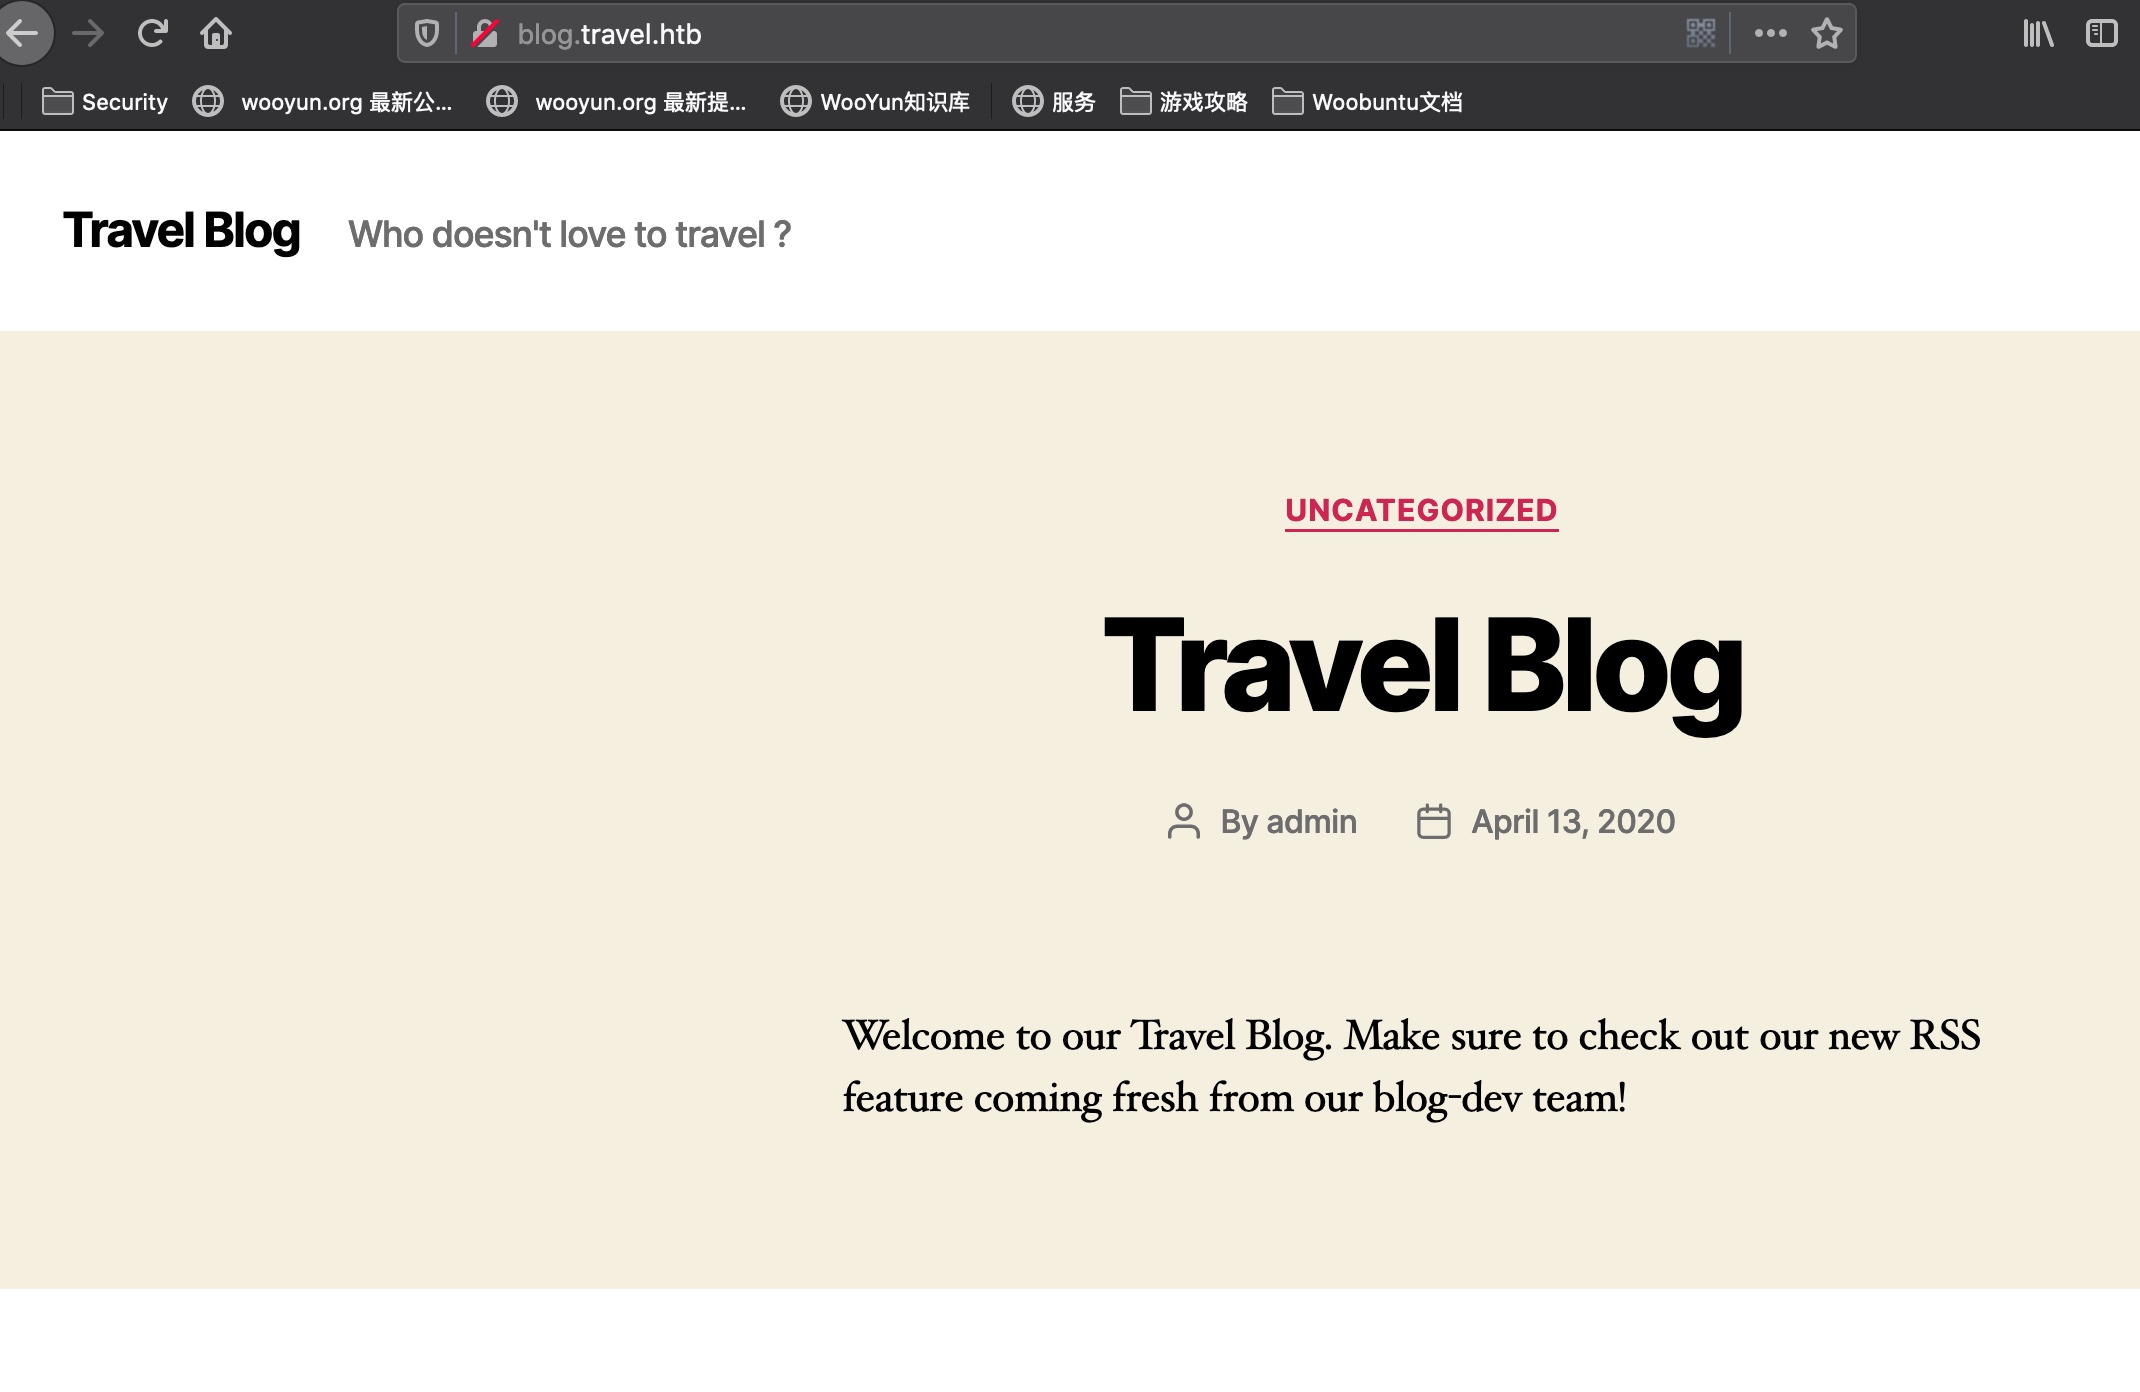 blog.travel.htb
Security wooyun.org 最新公... wooyun.org 最新提... WooYun知识库 服务 游戏攻略 Woobuntu文档
Travel Blog Who doesn't love to travel ?
UNCATEGORIZED
Travel Blog
By admin April 13, 2020
Welcome to our Travel Blog. Make sure to check out our new RSS
feature coming fresh from our blog-dev team!